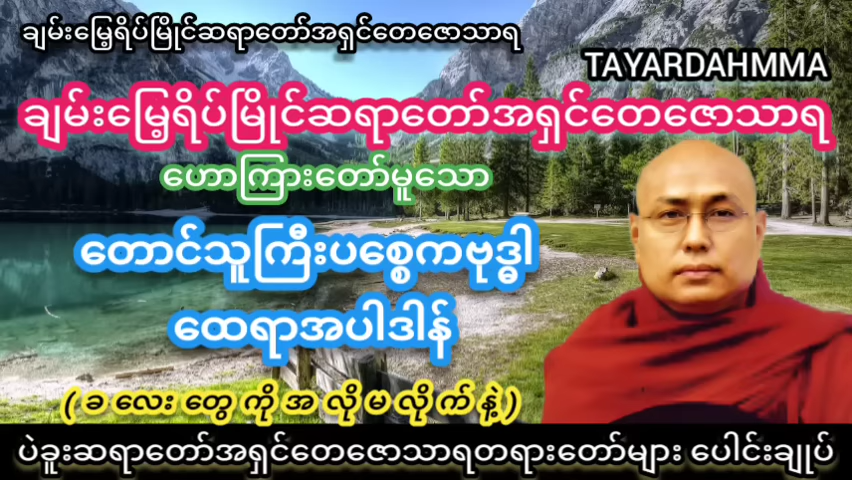 ချမ်းမြေ့ရိပ်မြိုင်ဆရာတော်အရှင်တေဇောသာရ
TAYARDAHMMA
ချမ်းမြေ့ရိပ်မြိုင်ဆရာတော်အရှင်တေဇောသာရ
ဟောကြားတော်မူသော
တောင်သူကြီးပစ္စေကဗုဒ္ဓါ
ထေရာအပါဒါန်
( ခ လေး တွေ ကို အ လို မ လို က် နဲ့ )
ပဲခူးဆရာတော်အရှင်တေဇောသာရတရားတော်များ ပေါင်းချုပ်